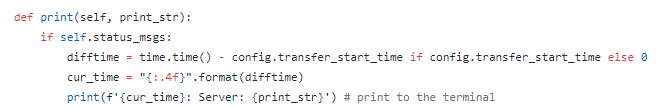 def print(self, print_str):
    if self.status_msgs:
        difftime = time.time() - config.transfer_start_time if config.transfer_start_time else 0
        cur_time = "{:.4f}".format(difftime)
        print(f'{cur_time}: Server: {print_str}') # print to the terminal